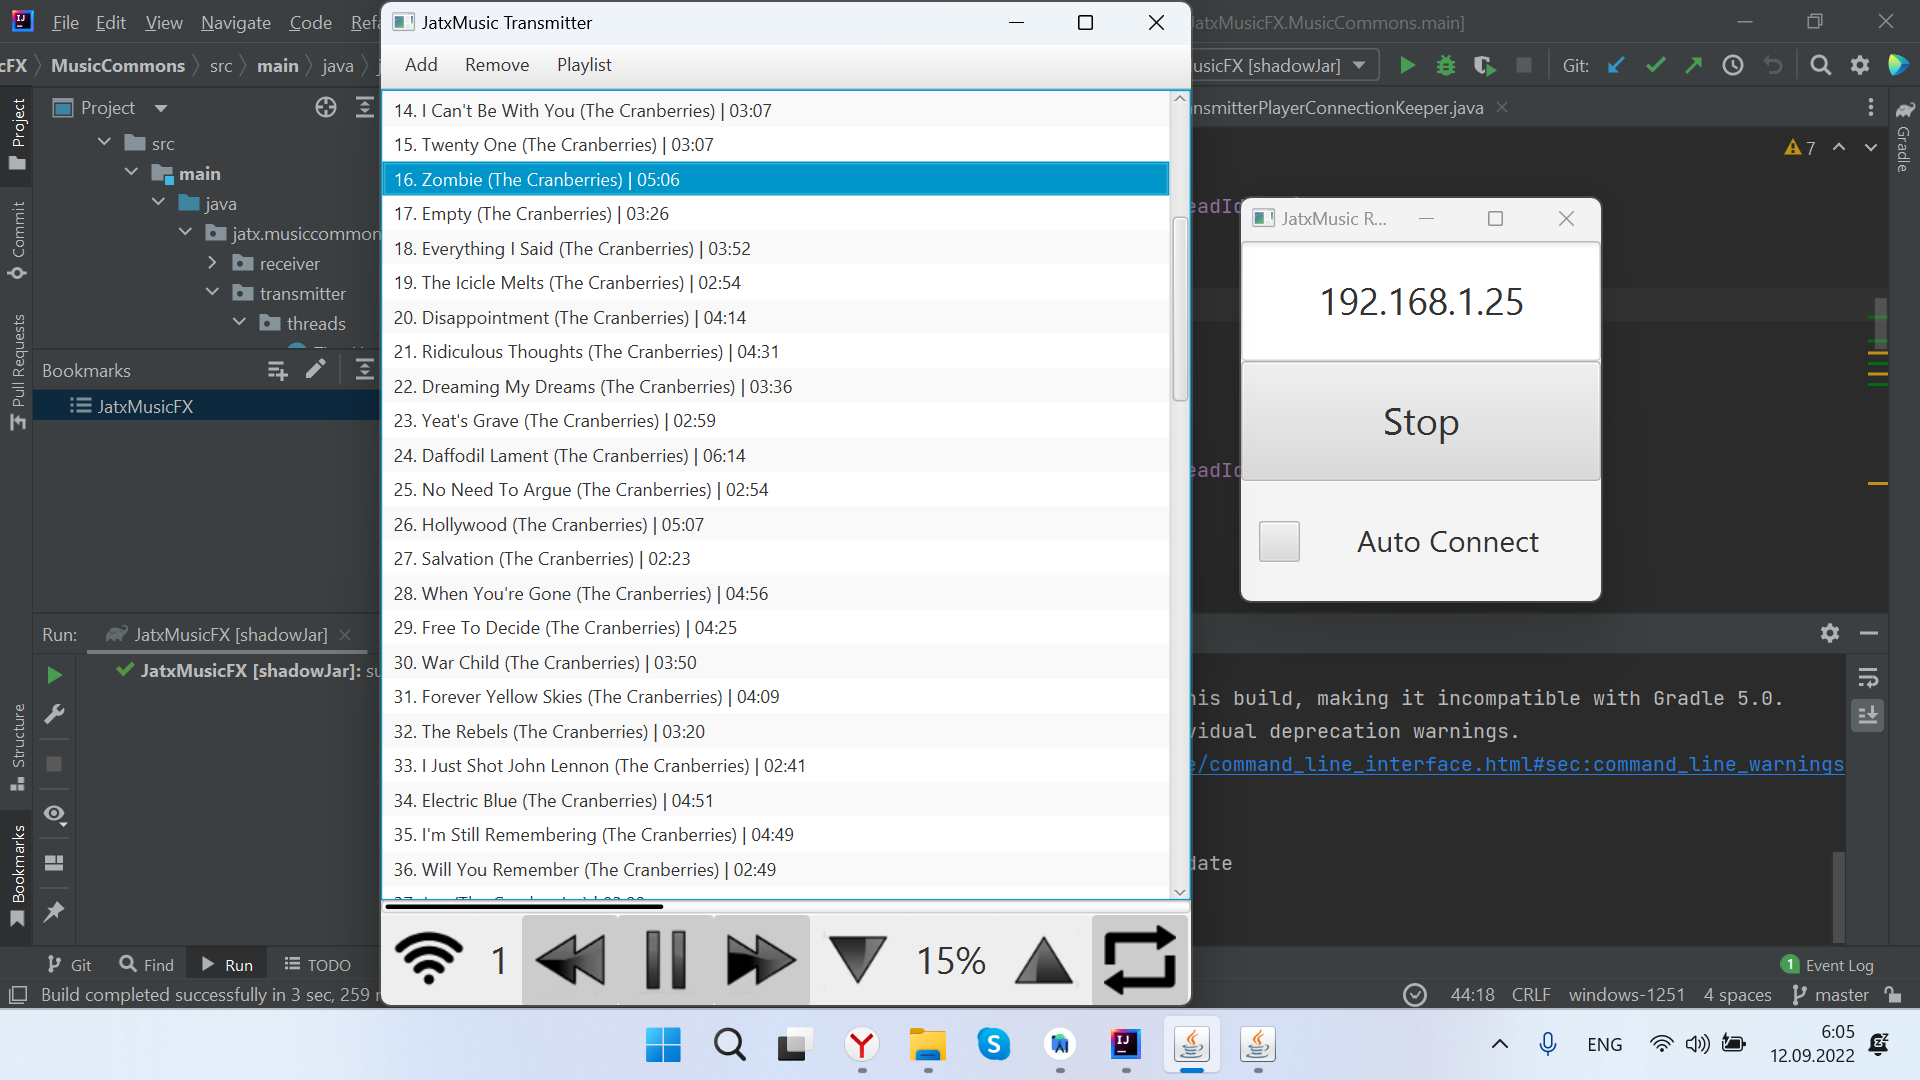 File Edit View Navigate Code
JatxMusic Transmitter
JatxMusicFX.MusicCommons.main]
MusicCommons src main java
Add Remove Playlist
[shadowJar]
Git:
Project
src
main
java
jatx.musiccommon
receiver
transmitter
threads
Bookmarks
JatxMusicFX
Project
Commit
Pull Requests
Structure
Bookmarks
14. I Can't Be With You (The Cranberries) | 03:07
15. Twenty One (The Cranberries) | 03:07
16. Zombie (The Cranberries) | 05:06
17. Empty (The Cranberries) | 03:26
18. Everything I Said (The Cranberries) | 03:52
19. The Icicle Melts (The Cranberries) | 02:54
20. Disappointment (The Cranberries) | 04:14
21. Ridiculous Thoughts (The Cranberries) | 04:31
22. Dreaming My Dreams (The Cranberries) | 03:36
23. Yeat's Grave (The Cranberries) | 02:59
24. Daffodil Lament (The Cranberries) | 06:14
25. No Need To Argue (The Cranberries) | 02:54
26. Hollywood (The Cranberries) | 05:07
27. Salvation (The Cranberries) | 02:23
28. When You're Gone (The Cranberries) | 04:56
29. Free To Decide (The Cranberries) | 04:25
30. War Child (The Cranberries) | 03:50
31. Forever Yellow Skies (The Cranberries) | 04:09
32. The Rebels (The Cranberries) | 03:20
33. I Just Shot John Lennon (The Cranberries) | 02:41
34. Electric Blue (The Cranberries) | 04:51
35. I'm Still Remembering (The Cranberries) | 04:49
36. Will You Remember (The Cranberries) | 02:49
1
15%
nsmitterPlayerConnectionKeeper.java
7
Gradle
JatxMusic R...
192.168.1.25
Stop
Auto Connect
Run: JatxMusicFX [shadowJar]
JatxMusicFX [shadowJar]: su
his build, making it incompatible with Gradle 5.0.
vidual deprecation warnings.
e/command_line_interface.html#sec:command_line_warnings
date
Git Find Run TODO
1 Event Log
Build completed successfully in 3 sec, 259
44:18 CRLF windows-1251 4 spaces master
ENG
6:05
12.09.2022